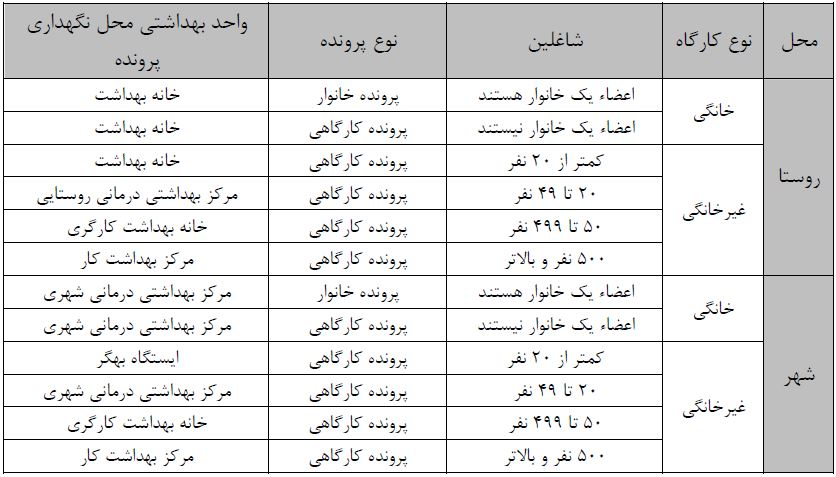 محل نوع کارگاه شاغلین نوع پرونده واحد بهداشتی محل نگهداری
پرونده
روستا خانگی اعضاء یک خانوار هستند پرونده خانوار خانه بهداشت
اعضاء یک خانوار نیستند پرونده کارگاهی خانه بهداشت
غیرخانگی کمتر از ۲۰ نفر پرونده کارگاهی خانه بهداشت
۲۰ تا ۴۹ نفر پرونده کارگاهی مرکز بهداشتی درمانی روستایی
۵۰ تا ۴۹۹ نفر پرونده کارگاهی خانه بهداشت کارگری
۵۰۰ نفر و بالاتر پرونده کارگاهی مرکز بهداشت کار
شهر خانگی اعضاء یک خانوار هستند پرونده خانوار مرکز بهداشتی درمانی شهری
اعضاء یک خانوار نیستند پرونده کارگاهی مرکز بهداشتی درمانی شهری
غیرخانگی کمتر از ۲۰ نفر پرونده کارگاهی ایستگاه بهگر
۲۰ تا ۴۹ نفر پرونده کارگاهی مرکز بهداشتی درمانی شهری
۵۰ تا ۴۹۹ نفر پرونده کارگاهی خانه بهداشت کارگری
۵۰۰ نفر و بالاتر پرونده کارگاهی مرکز بهداشت کار